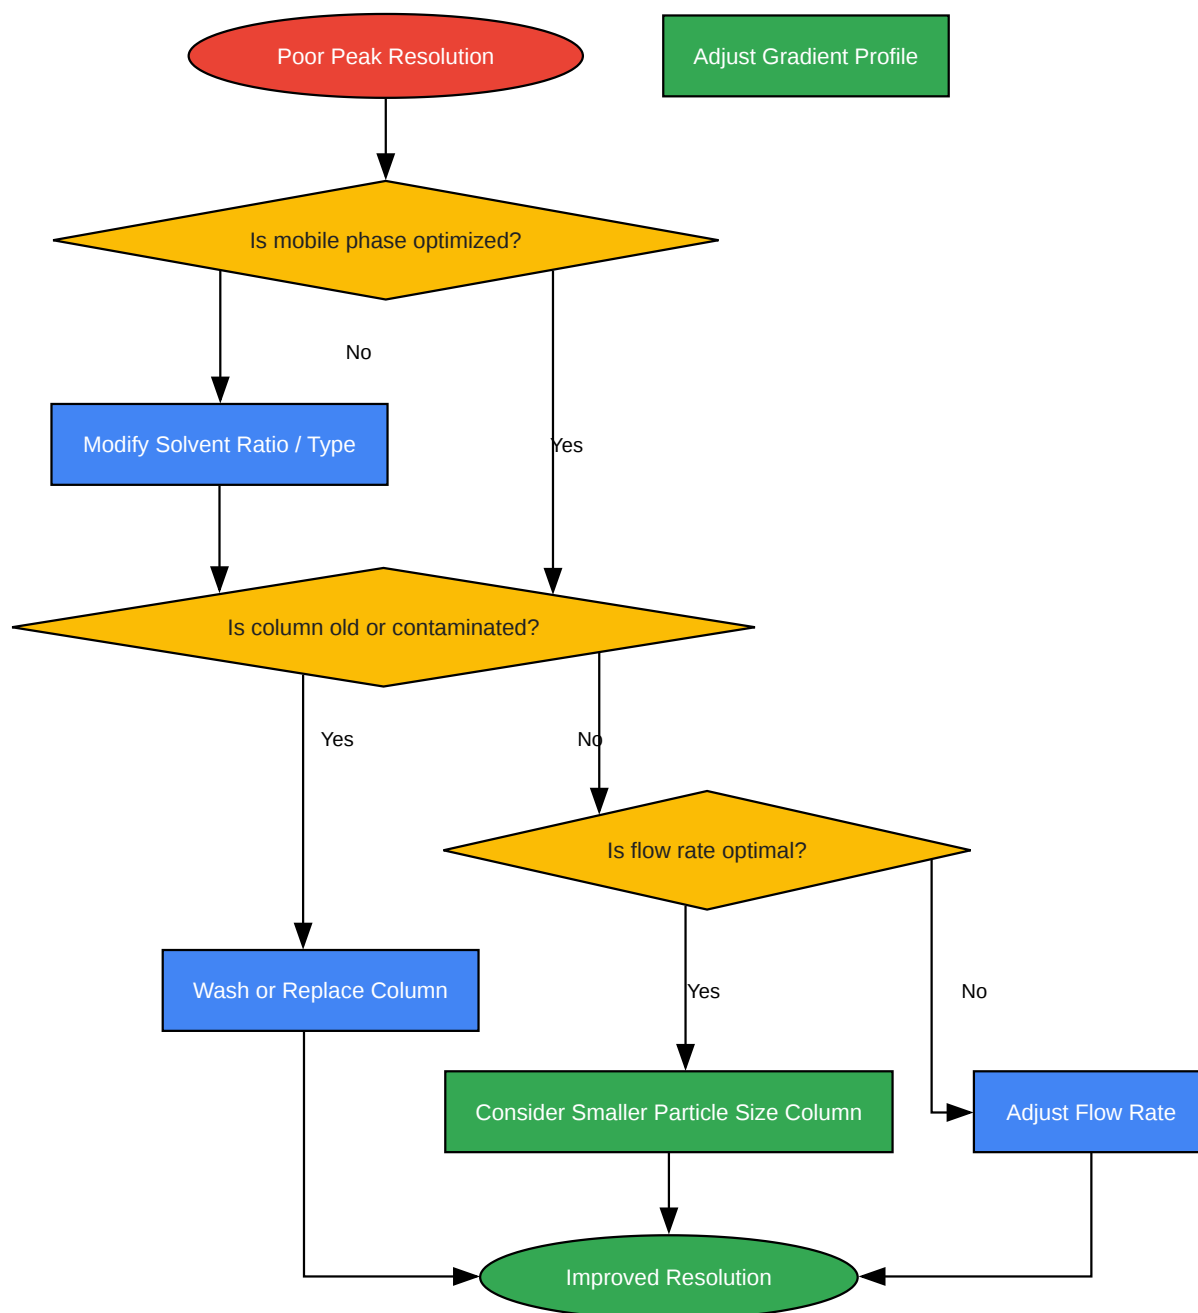 Poor Peak Resolution
Adjust Gradient Profile
Is mobile phase optimized?
No
Modify Solvent Ratio / Type
Yes
Is column old or contaminated?
Yes
No
Is flow rate optimal?
Wash or Replace Column
Yes
No
Consider Smaller Particle Size Column
Adjust Flow Rate
Improved Resolution